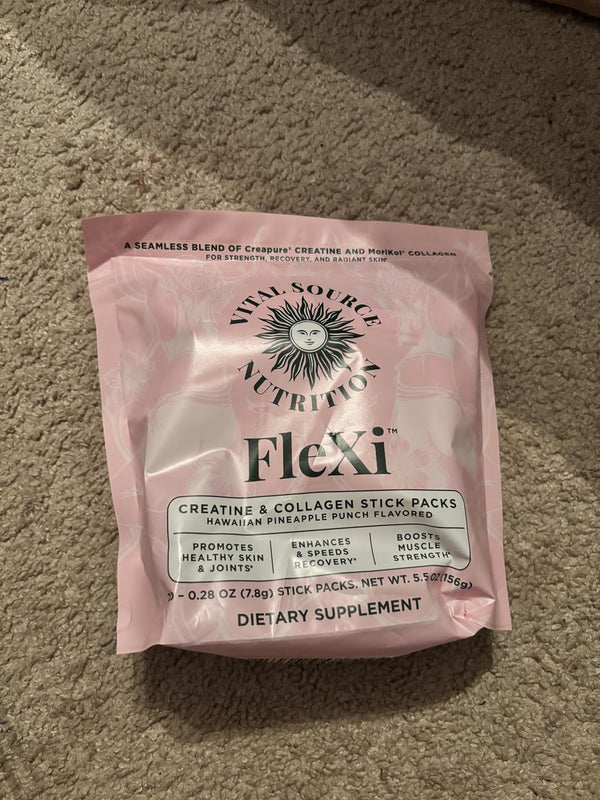 A SEAMLESS BLEND OF Creapure® CREATINE AND MoriKol® COLLAGEN
FOR STRENGTH, RECOVERY, AND RADIANT SKIN*
VITAL SOURCE
NUTRITION
FleXi™
CREATINE & COLLAGEN STICK PACKS
HAWAIIAN PINEAPPLE PUNCH FLAVORED
PROMOTES
HEALTHY SKIN
& JOINTS*
ENHANCES
& SPEEDS
RECOVERY*
BOOSTS
MUSCLE
STRENGTH*
– 0.28 OZ (7.8g) STICK PACKS. NET WT. 5.5 OZ (156g)
DIETARY SUPPLEMENT